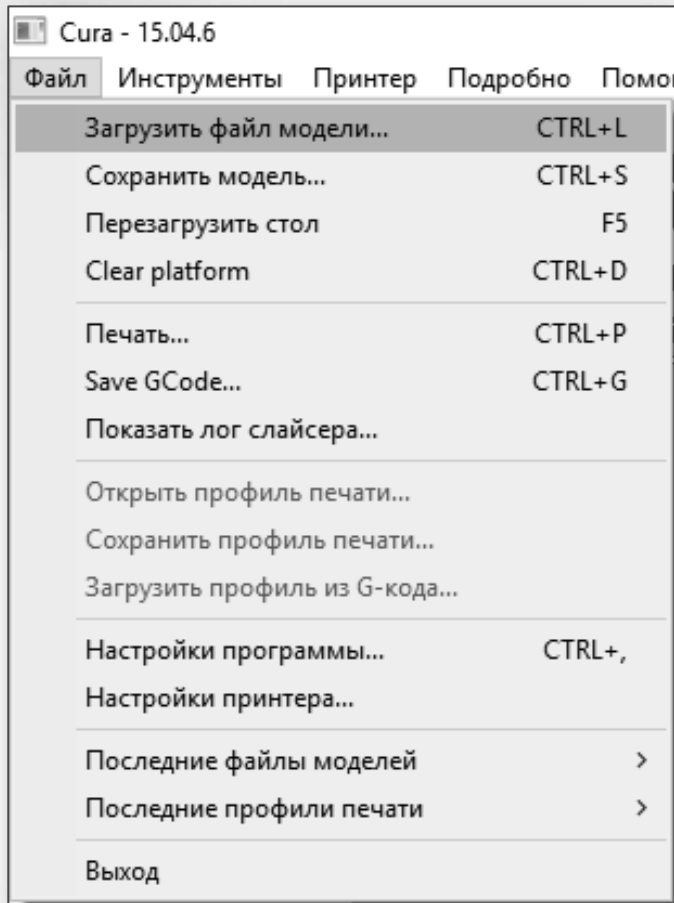 Cura - 15.04.6
Файл Инструменты Принтер Подробно
Загрузить файл модели... CTRL+L
Сохранить модель... CTRL+S
Перезагрузить стол F5
Clear platform CTRL+D
Печать... CTRL+P
Save GCode... CTRL+G
Показать лог слайсера...
Открыть профиль печати...
Сохранить профиль печати...
Загрузить профиль из G-кода...
Настройки программы... CTRL+,
Настройки принтера...
Последние файлы моделей >
Последние профили печати >
Выход